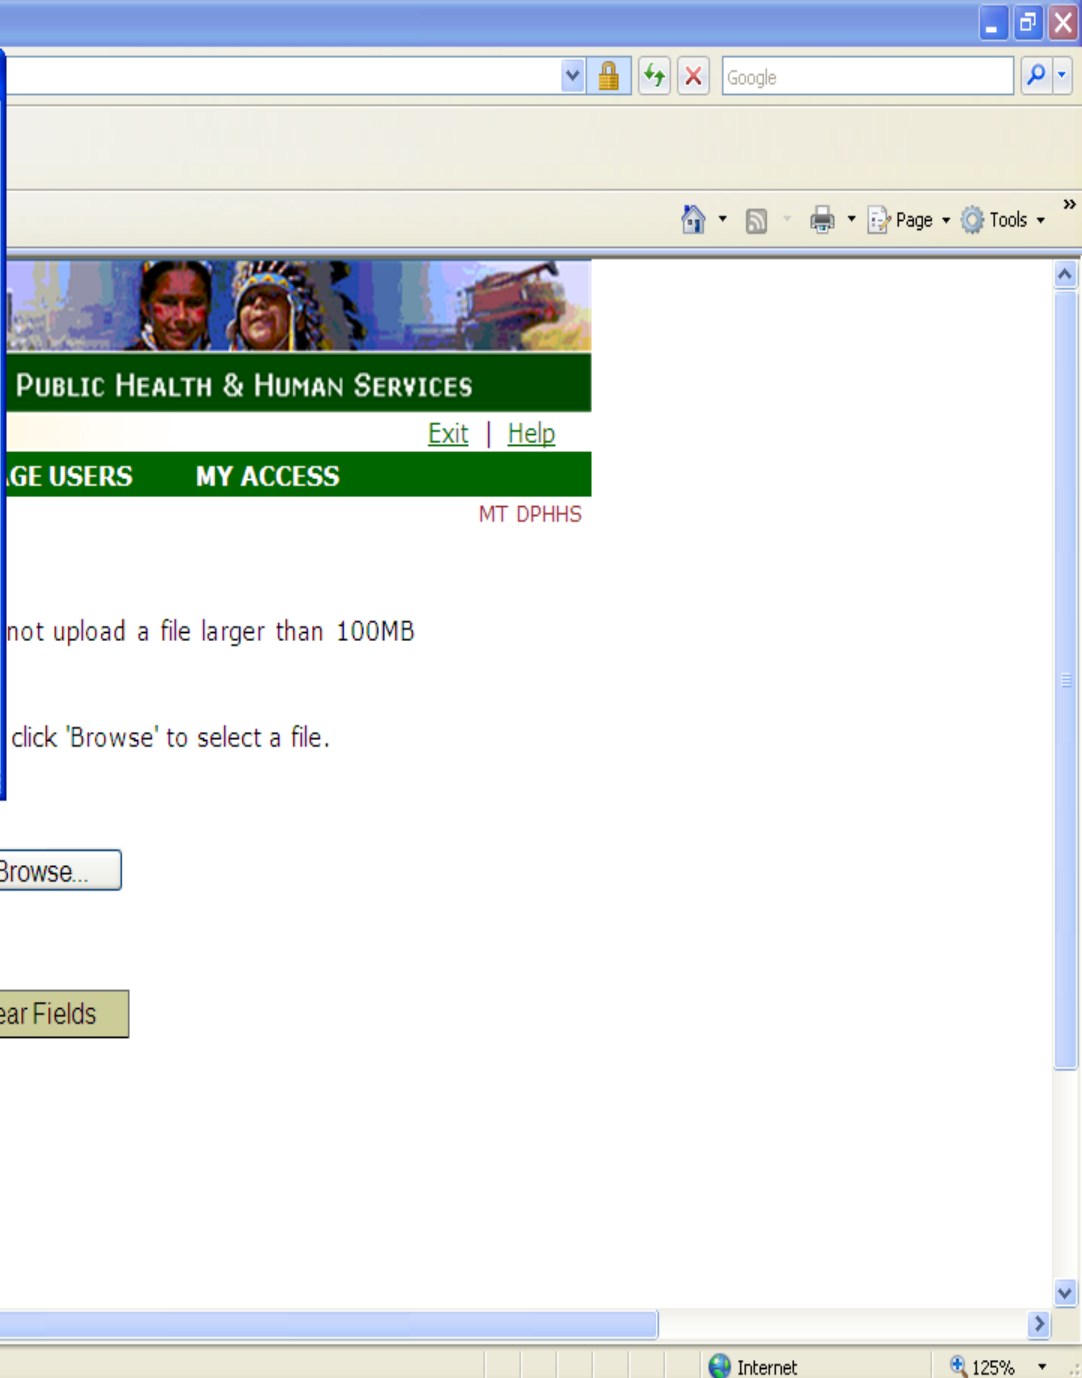 Google
Page Tools »
PUBLIC HEALTH & HUMAN SERVICES
Exit | Help
GE USERS MY ACCESS
MT DPHHS
not upload a file larger than 100MB
click 'Browse' to select a file.
Browse...
ear Fields
Internet 125%